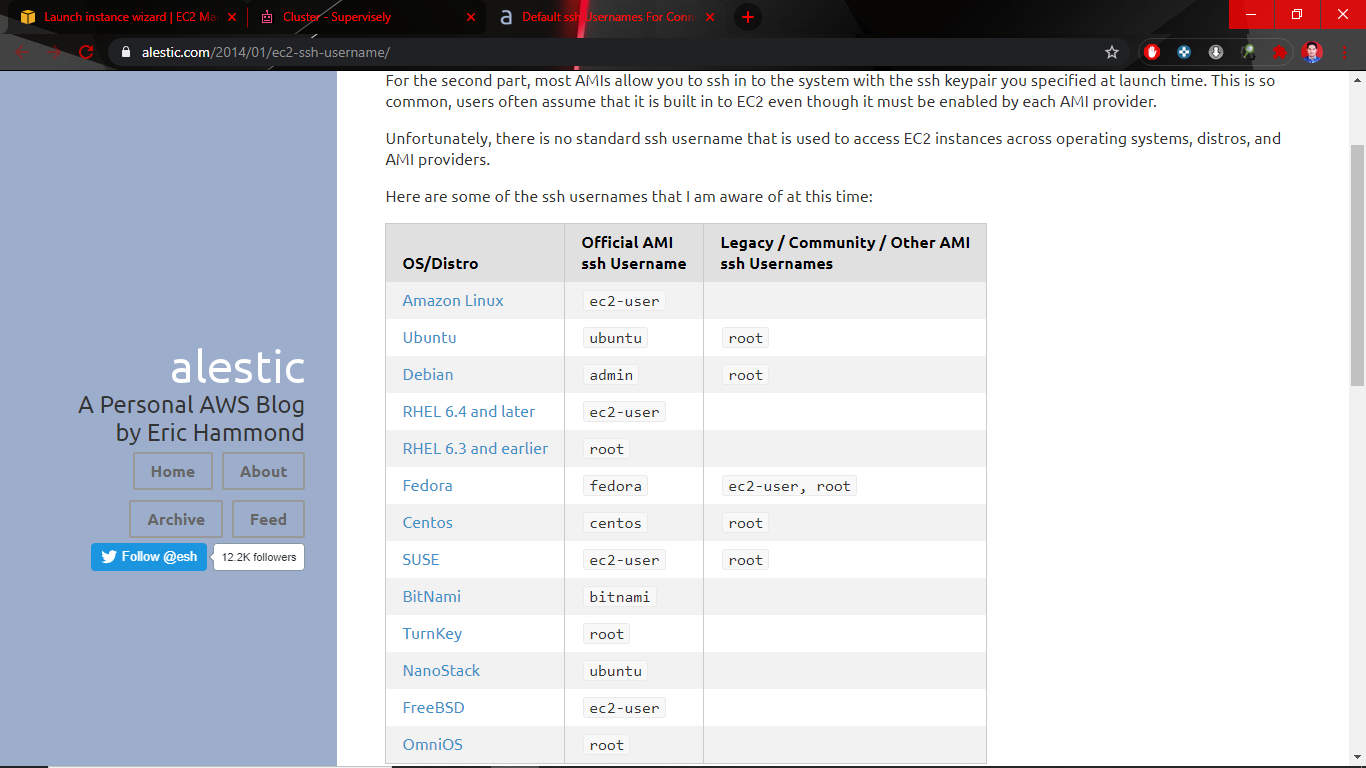 Launch instance wizard | EC2 Ma
Cluster - Supervisely
Default ssh Usernames For Conn
alestic.com/2014/01/ec2-ssh-username/
For the second part, most AMIs allow you to ssh in to the system with the ssh keypair you specified at launch time. This is so
common, users often assume that it is built in to EC2 even though it must be enabled by each AMI provider.
Unfortunately, there is no standard ssh username that is used to access EC2 instances across operating systems, distros, and
AMI providers.
Here are some of the ssh usernames that I am aware of at this time:
alestic
A Personal AWS Blog
by Eric Hammond
Home About
Archive Feed
Follow @esh 12.2K followers
Official AMI Legacy / Community / Other AMI
OS/Distro ssh Username ssh Usernames
Amazon Linux ec2-user
Ubuntu ubuntu root
Debian admin root
RHEL 6.4 and later ec2-user
RHEL 6.3 and earlier root
Fedora fedora ec2-user, root
Centos centos root
SUSE ec2-user root
BitNami bitnami
TurnKey root
NanoStack ubuntu
FreeBSD ec2-user
OmniOS root